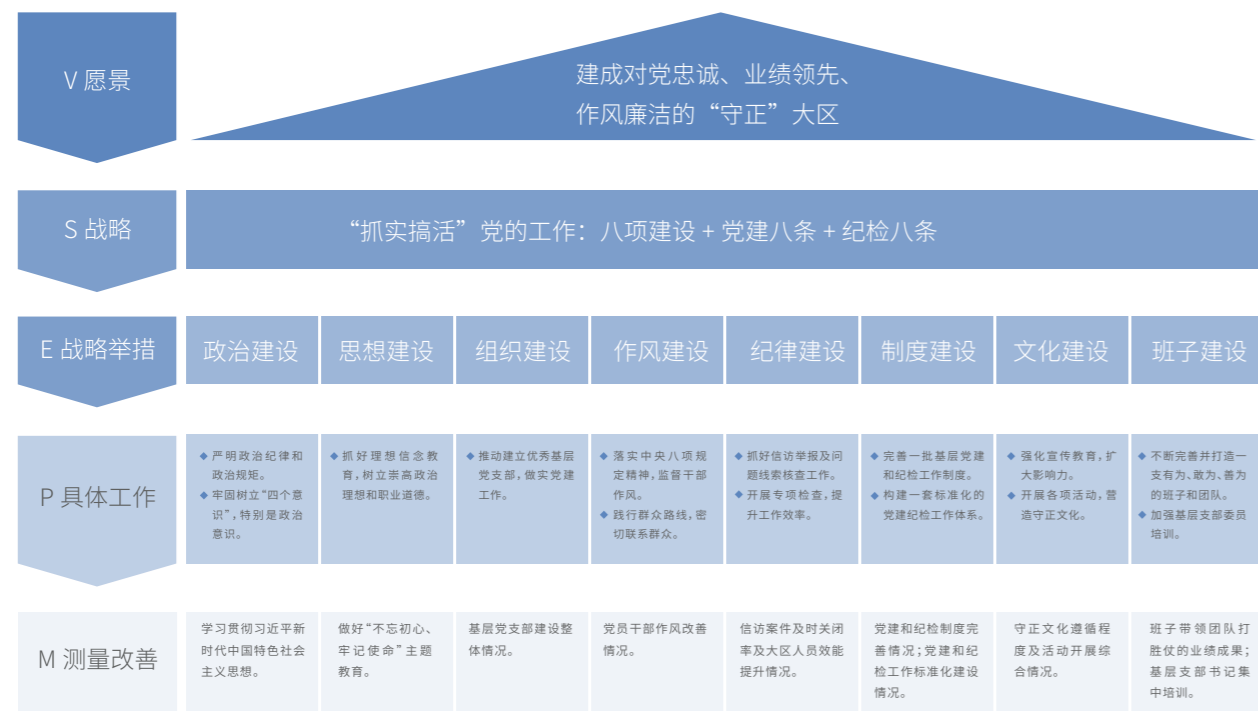 V 愿景
建成对党忠诚、业绩领先、
作风廉洁的“守正”大区
S 战略
“抓实搞活”党的工作：八项建设 + 党建八条 + 纪检八条
E 战略举措
政治建设
思想建设
组织建设
作风建设
纪律建设
制度建设
文化建设
班子建设
P 具体工作
◆ 严明政治纪律和
政治规矩。
◆ 牢固树立“四个意
识”，特别是政治
意识。
◆ 抓好理想信念教
育，树立崇高政治
理想和职业道德。
◆ 推动建立优秀基层
党支部，做实党建
工作。
◆ 落实中央八项规
定精神，监督干部
作风。
◆ 践行群众路线，密
切联系群众。
◆ 抓好信访举报及问
题线索核查工作。
◆ 开展专项检查，提
升工作效率。
◆ 完善一批基层党建
和纪检工作制度。
◆ 构建一套标准化的
党建纪检工作体系。
◆ 强化宣传教育，扩
大影响力。
◆ 开展各项活动，营
造守正文化。
◆ 不断完善并打造一
支有为、敢为、善为
的班子和团队。
◆ 加强基层支部委员
培训。
M 测量改善
学习贯彻习近平新
时代中国特色社会
主义思想。
做好“不忘初心、
牢记使命”主题
教育。
基层党支部建设整
体情况。
党员干部作风改善
情况。
信访案件及时关闭
率及大区人员效能
提升情况。
党建和纪检制度完
善情况；党建和纪
检工作标准化建设
情况。
守正文化遵循程
度及活动开展综
合情况。
班子带领团队打
胜仗的业绩成果；
基层支部书记集
中培训。